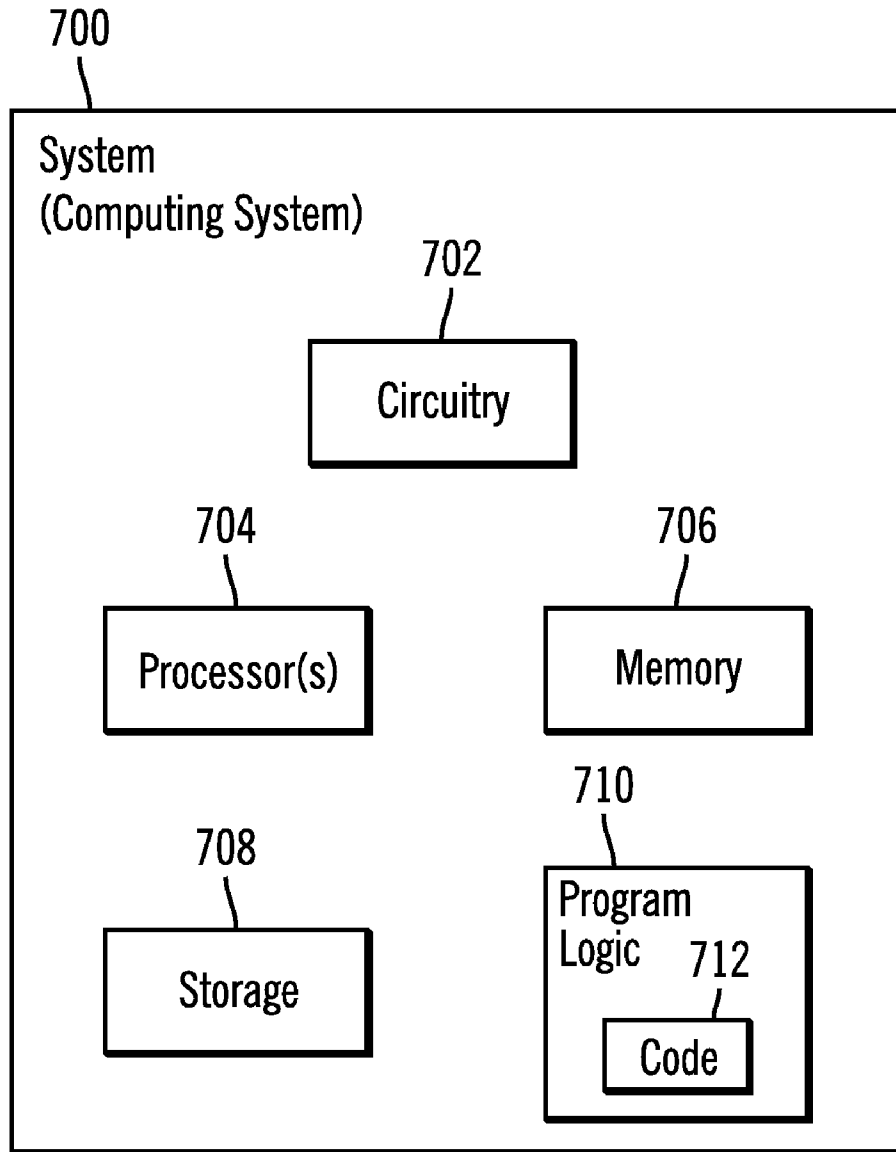 700
System
(Computing System)
702
Circuitry
704
Processor(s)
706
Memory
708
Storage
710
Program
Logic
712
Code